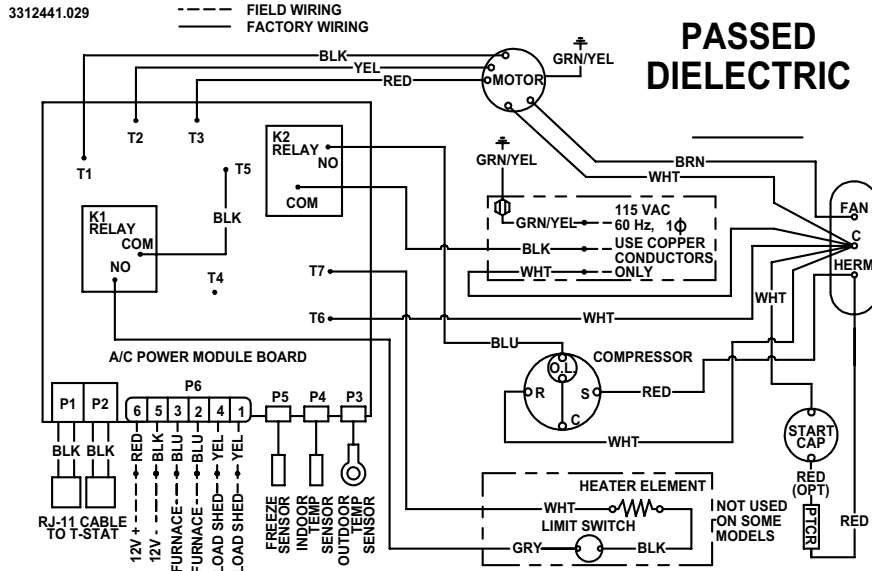 3312441.029
FIELD WIRING
FACTORY WIRING
PASSED
DIELECTRIC
BLK
YEL
RED
MOTOR
GRN/YEL
T1
T2
T3
T5
BLK
K2
RELAY
NO
COM
K1
RELAY
COM
NO
T4
T7
T6
A/C POWER MODULE BOARD
GRN/YEL
BRN
WHT
GRN/YEL
115 VAC
60 Hz, 1ϕ
BLK
USE COPPER
CONDUCTORS
WHT
ONLY
FAN
C
HERM
WHT
WHT
BLU
COMPRESSOR
O.L.
R
S
C
RED
WHT
START
CAP
RED
(OPT)
PTCR
RED
P1
P2
P6
6
5
3
2
4
1
P5
P4
P3
BLK
BLK
RED
BLK
BLU
BLU
YEL
YEL
RJ-11 CABLE
TO T-STAT
12V +
12V -
FURNACE
FURNACE
LOAD SHED
LOAD SHED
FREEZE
SENSOR
INDOOR
TEMP
SENSOR
OUTDOOR
TEMP
SENSOR
HEATER ELEMENT
WHT
LIMIT SWITCH
GRY
BLK
NOT USED
ON SOME
MODELS